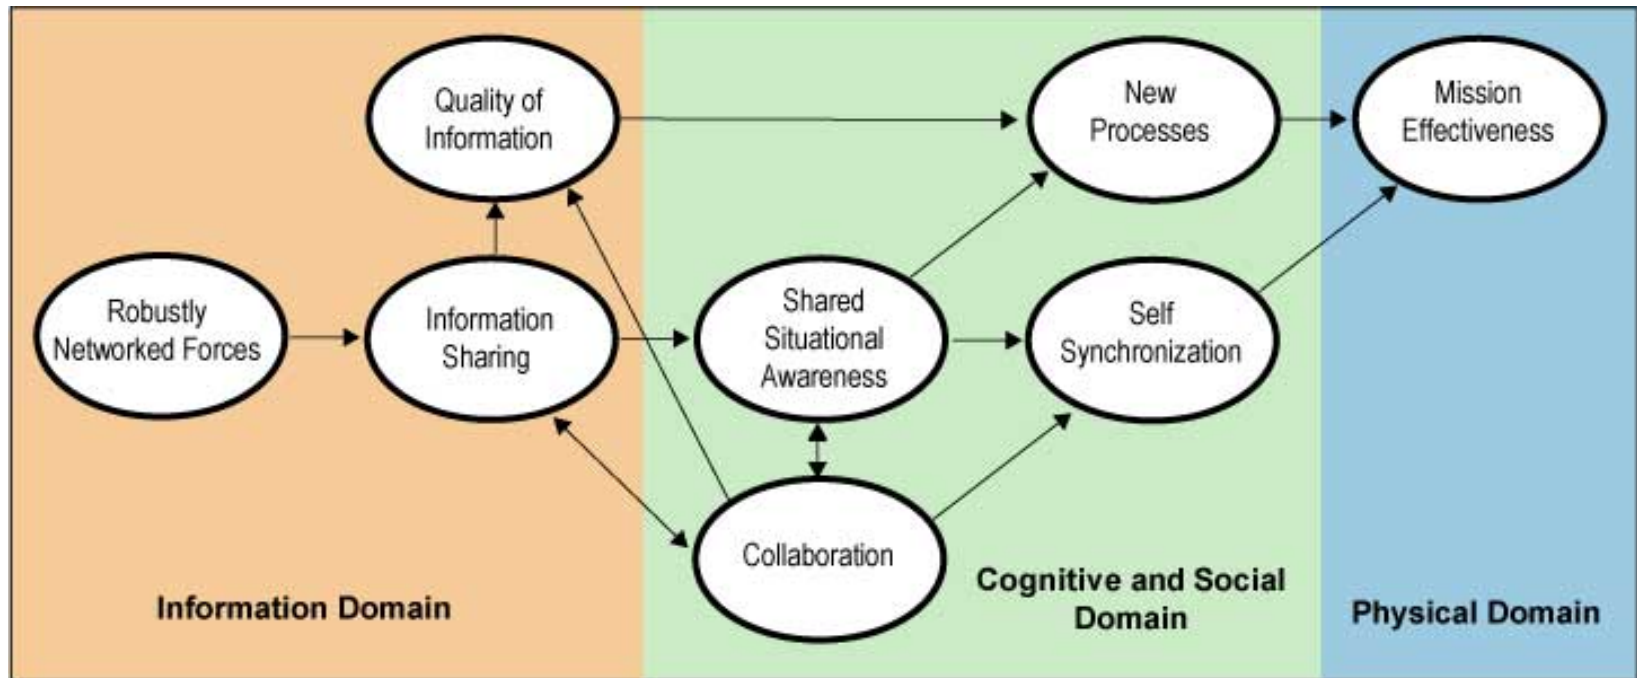 Quality of
Information
New
Processes
Mission
Effectiveness
Robustly
Networked Forces
Information
Sharing
Shared
Situational
Awareness
Self
Synchronization
Collaboration
Information Domain
Cognitive and Social
Domain
Physical Domain